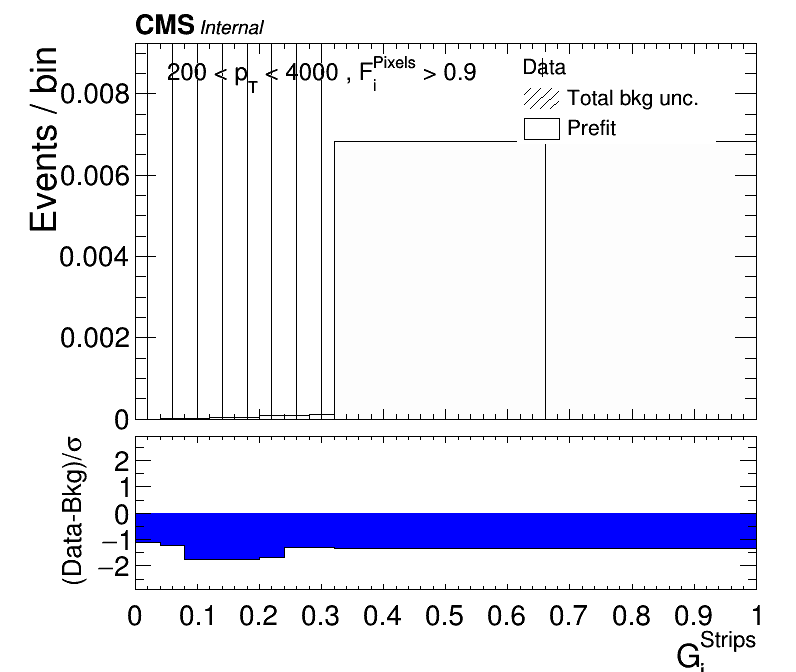 CMS Internal
200 < p_T < 4000 , F_i^Pixels > 0.9
Data
Total bkg unc.
Prefit
Events / bin
0.008
0.006
0.004
0.002
0
(Data-Bkg)/σ
2
1
0
−1
−2
0 0.1 0.2 0.3 0.4 0.5 0.6 0.7 0.8 0.9 1
G_i^Strips